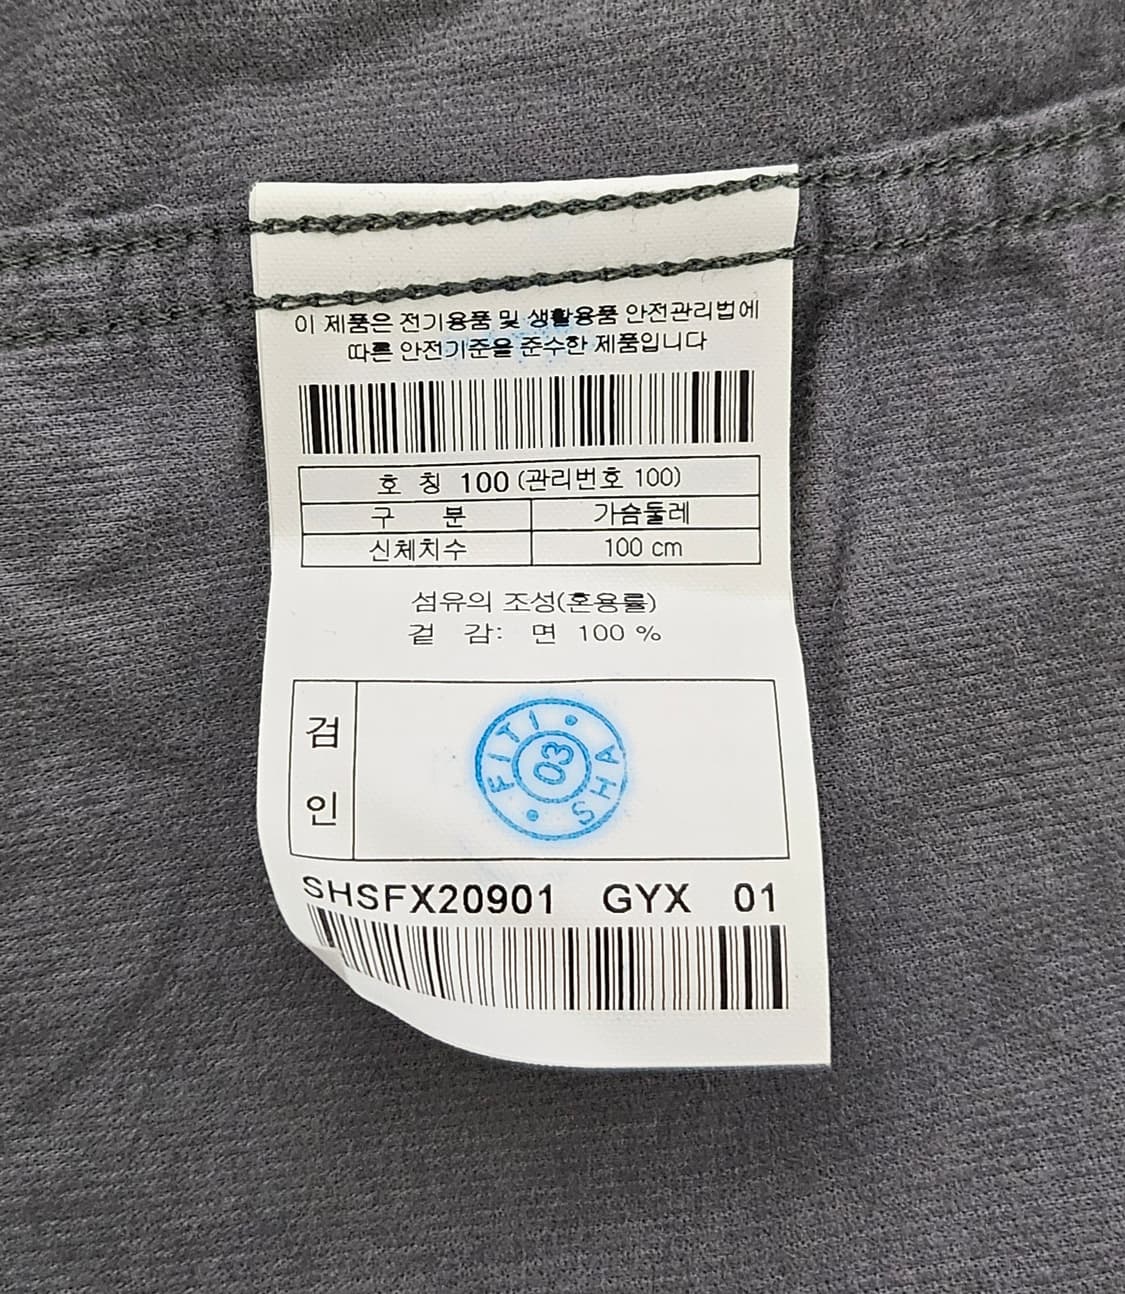 이 제품은 전기용품 및 생활용품 안전관리법에
따른 안전기준을 준수한 제품입니다
호 칭 100 (관리번호 100)
구 분 가슴둘레
신체치수 100 cm
섬유의 조성(혼용률)
겉 감: 면 100 %
검
인
FITI • SHA •
03
SHSFX20901 GYX 01